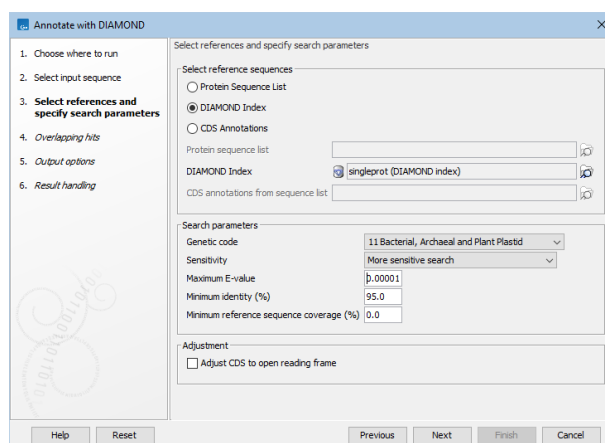 Annotate with DIAMOND
1. Choose where to run
2. Select input sequence
3. Select references and specify search parameters
4. Overlapping hits
5. Output options
6. Result handling
Select references and specify search parameters
Select reference sequences
Protein Sequence List
DIAMOND Index
CDS Annotations
Protein sequence list
DIAMOND Index singleprot (DIAMOND index)
CDS annotations from sequence list
Search parameters
Genetic code 11 Bacterial, Archaeal and Plant Plastid
Sensitivity More sensitive search
Maximum E-value 0.00001
Minimum identity (%) 95.0
Minimum reference sequence coverage (%) 0.0
Adjustment
Adjust CDS to open reading frame
Help Reset Previous Next Finish Cancel